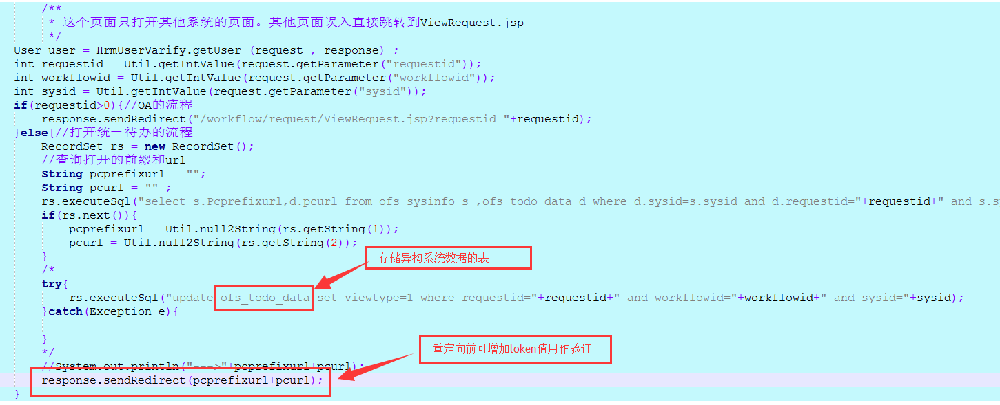 /**
 * 这个页面只打开其他系统的页面。其他页面误入直接跳转到ViewRequest.jsp
 */
User user = HrmUserVarify.getUser (request , response) ;
int requestid = Util.getIntValue(request.getParameter("requestid"));
int workflowid = Util.getIntValue(request.getParameter("workflowid"));
int sysid = Util.getIntValue(request.getParameter("sysid"));
if(requestid>0){//OA的流程
    response.sendRedirect("/workflow/request/ViewRequest.jsp?requestid="+requestid);
}else{//打开统一待办的流程
    RecordSet rs = new RecordSet();
    //查询打开的前缀和url
    String pcprefixurl = "";
    String pcurl = "" ;
    rs.executeSql("select s.Pcprefixurl,d.pcurl from ofs_sysinfo s ,ofs_todo_data d where d.sysid=s.sysid and d.requestid="+requestid+" and s.s
    if(rs.next()){
        pcprefixurl = Util.null2String(rs.getString(1));
        pcurl = Util.null2String(rs.getString(2));
    }
存储异构系统数据的表
    /*
    try{
        rs.executeSql("update ofs_todo_data set viewtype=1 where requestid="+requestid+" and workflowid="+workflowid+" and sysid="+sysid);
    }catch(Exception e){
    }
    */
重定向前可增加token值用作验证
    //System.out.println("--->"+pcprefixurl+pcurl);
    response.sendRedirect(pcprefixurl+pcurl);
}